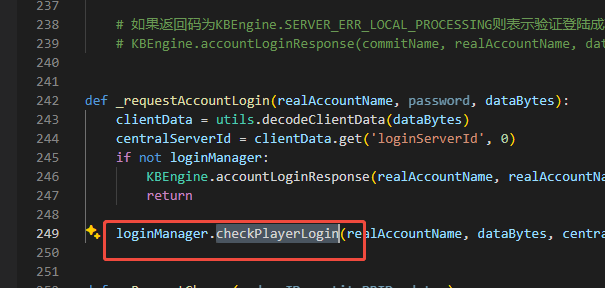 237
238 # 如果返回码为KBEngine.SERVER_ERR_LOCAL_PROCESSING则表示验证登陆成
239 # KBEngine.accountLoginResponse(commitName, realAccountName, dat
240
241
242 def _requestAccountLogin(realAccountName, password, dataBytes):
243 clientData = utils.decodeClientData(dataBytes)
244 centralServerId = clientData.get('loginServerId', 0)
245 if not loginManager:
246 KBEngine.accountLoginResponse(realAccountName, realAccountNa
247 return
248
249 loginManager.checkPlayerLogin(realAccountName, dataBytes, centra
250
251